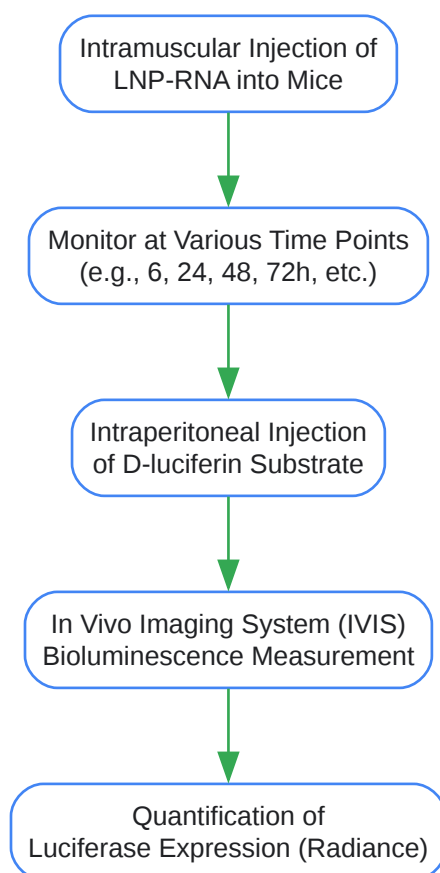 Intramuscular Injection of
LNP-RNA into Mice
Monitor at Various Time Points
(e.g., 6, 24, 48, 72h, etc.)
Intraperitoneal Injection
of D-luciferin Substrate
In Vivo Imaging System (IVIS)
Bioluminescence Measurement
Quantification of
Luciferase Expression (Radiance)